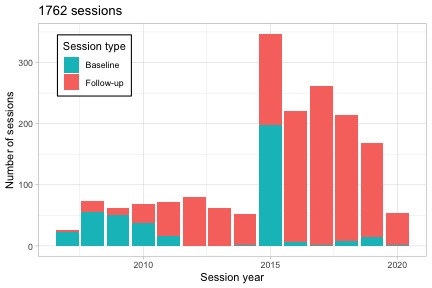 1762 sessions
Session type
Baseline
Follow-up
Number of sessions
300
200
100
0
2010
2015
2020
Session year